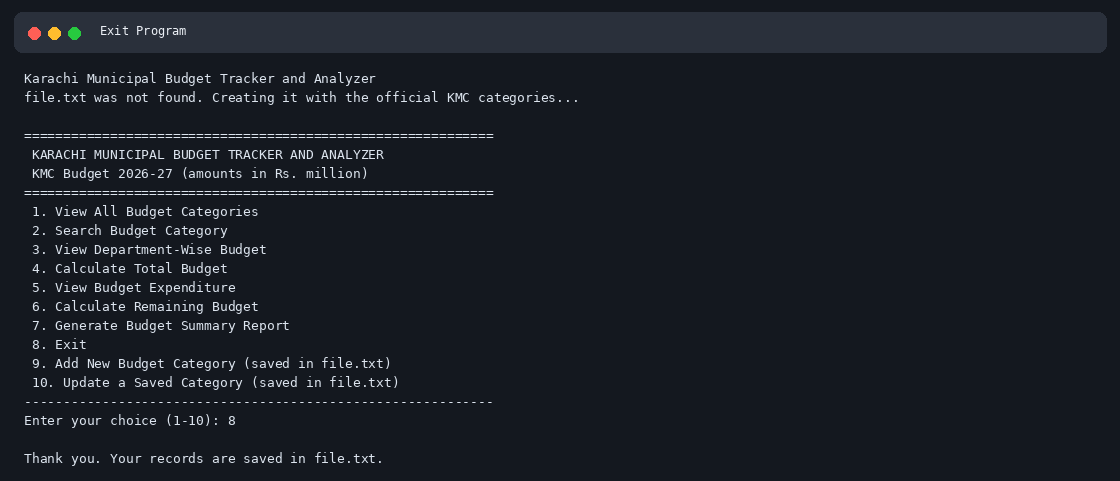 Exit Program
Karachi Municipal Budget Tracker and Analyzer
file.txt was not found. Creating it with the official KMC categories...
============================================================
KARACHI MUNICIPAL BUDGET TRACKER AND ANALYZER
KMC Budget 2026-27 (amounts in Rs. million)
============================================================
1. View All Budget Categories
2. Search Budget Category
3. View Department-Wise Budget
4. Calculate Total Budget
5. View Budget Expenditure
6. Calculate Remaining Budget
7. Generate Budget Summary Report
8. Exit
9. Add New Budget Category (saved in file.txt)
10. Update a Saved Category (saved in file.txt)
------------------------------------------------------------
Enter your choice (1-10): 8
Thank you. Your records are saved in file.txt.